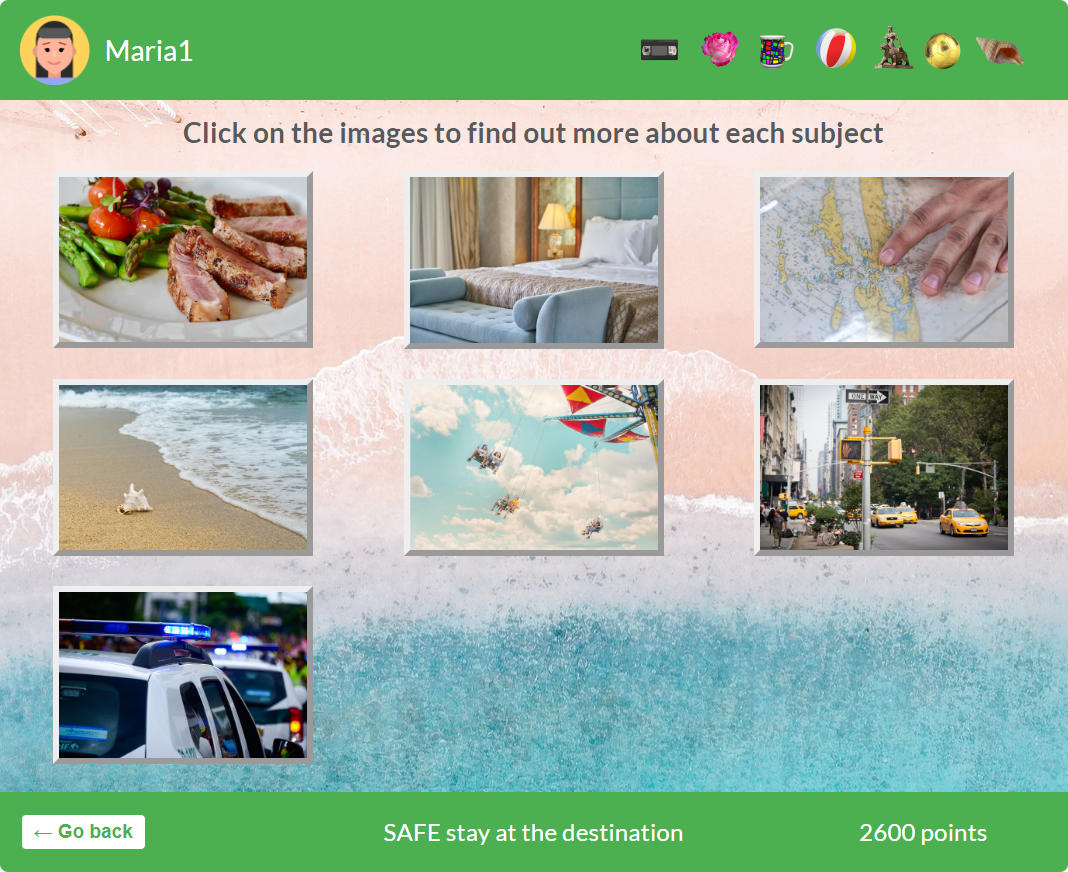 Maria1
Click on the images to find out more about each subject
ONE WAY
← Go back
SAFE stay at the destination
2600 points